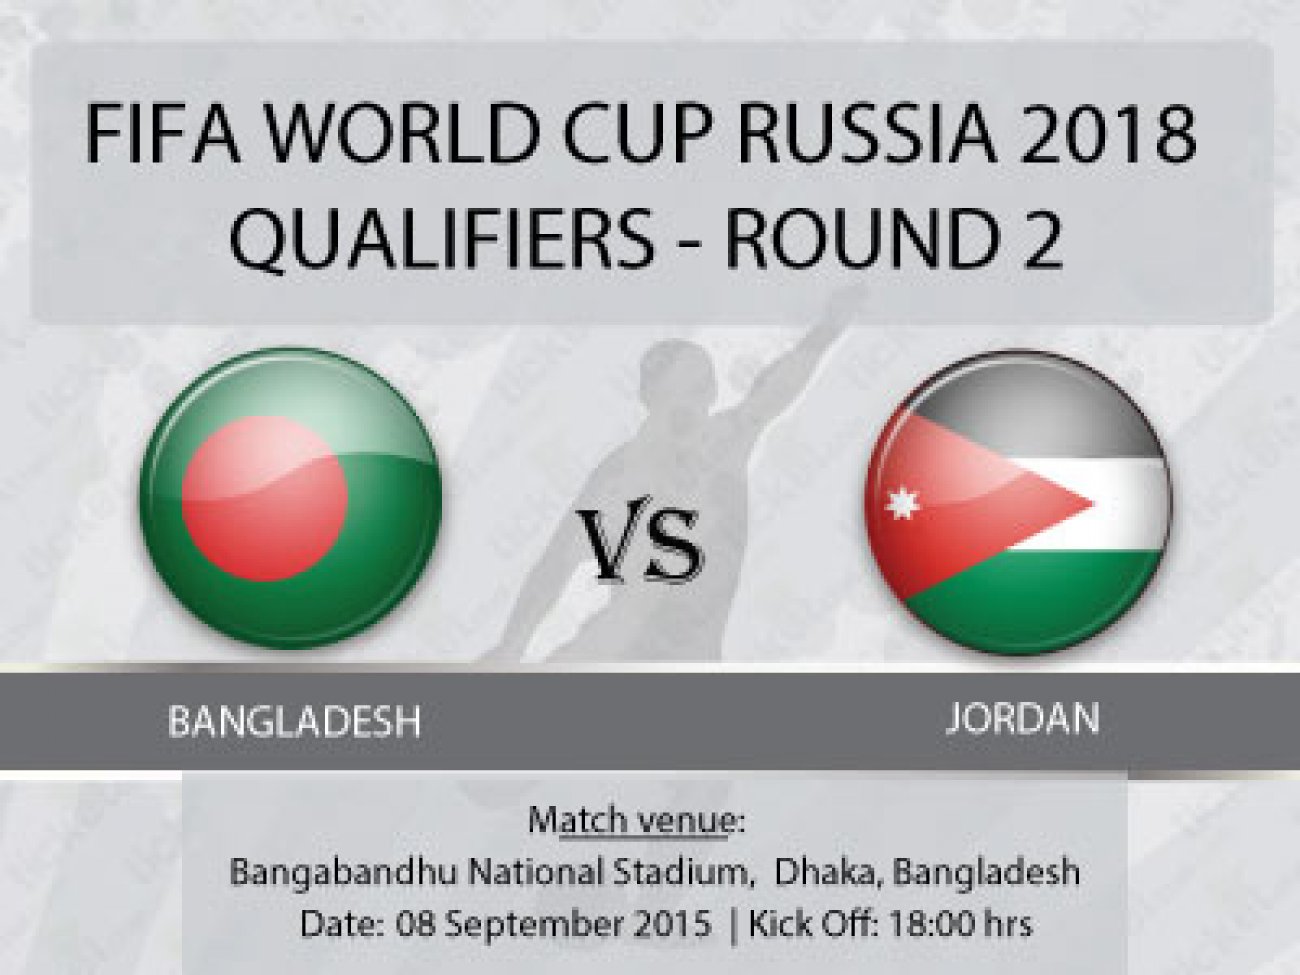 FIFA WORLD CUP RUSSIA 2018
QUALIFIERS - ROUND 2
VS
BANGLADESH
JORDAN
Match venue:
Bangabandhu National Stadium, Dhaka, Bangladesh
Date: 08 September 2015 | Kick Off: 18:00 hrs